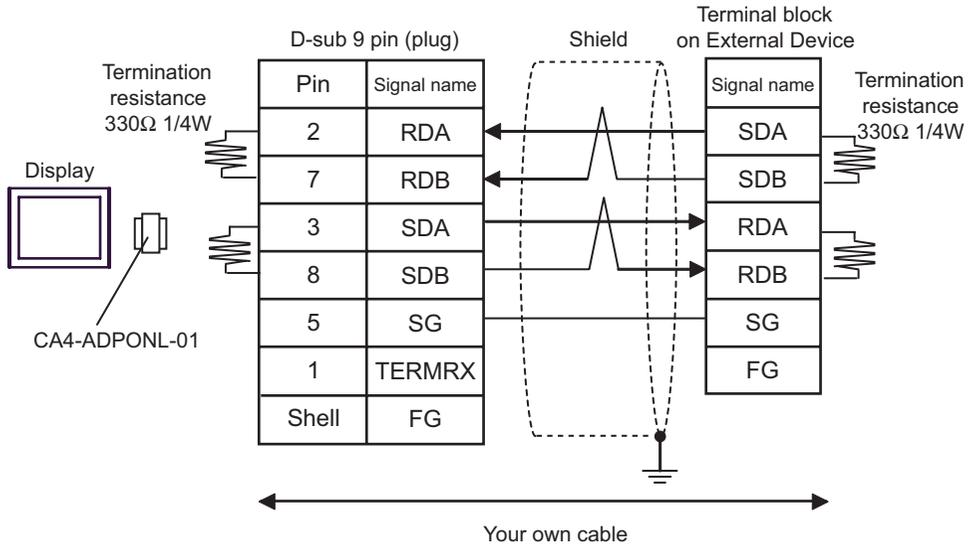 Terminal block
on External Device
D-sub 9 pin (plug)
Shield
Termination
resistance
330Ω 1/4W
Pin Signal name
2 RDA
7 RDB
3 SDA
8 SDB
5 SG
1 TERMRX
Shell FG
Signal name
SDA
SDB
RDA
RDB
SG
FG
Termination
resistance
330Ω 1/4W
Display
CA4-ADPONL-01
Your own cable